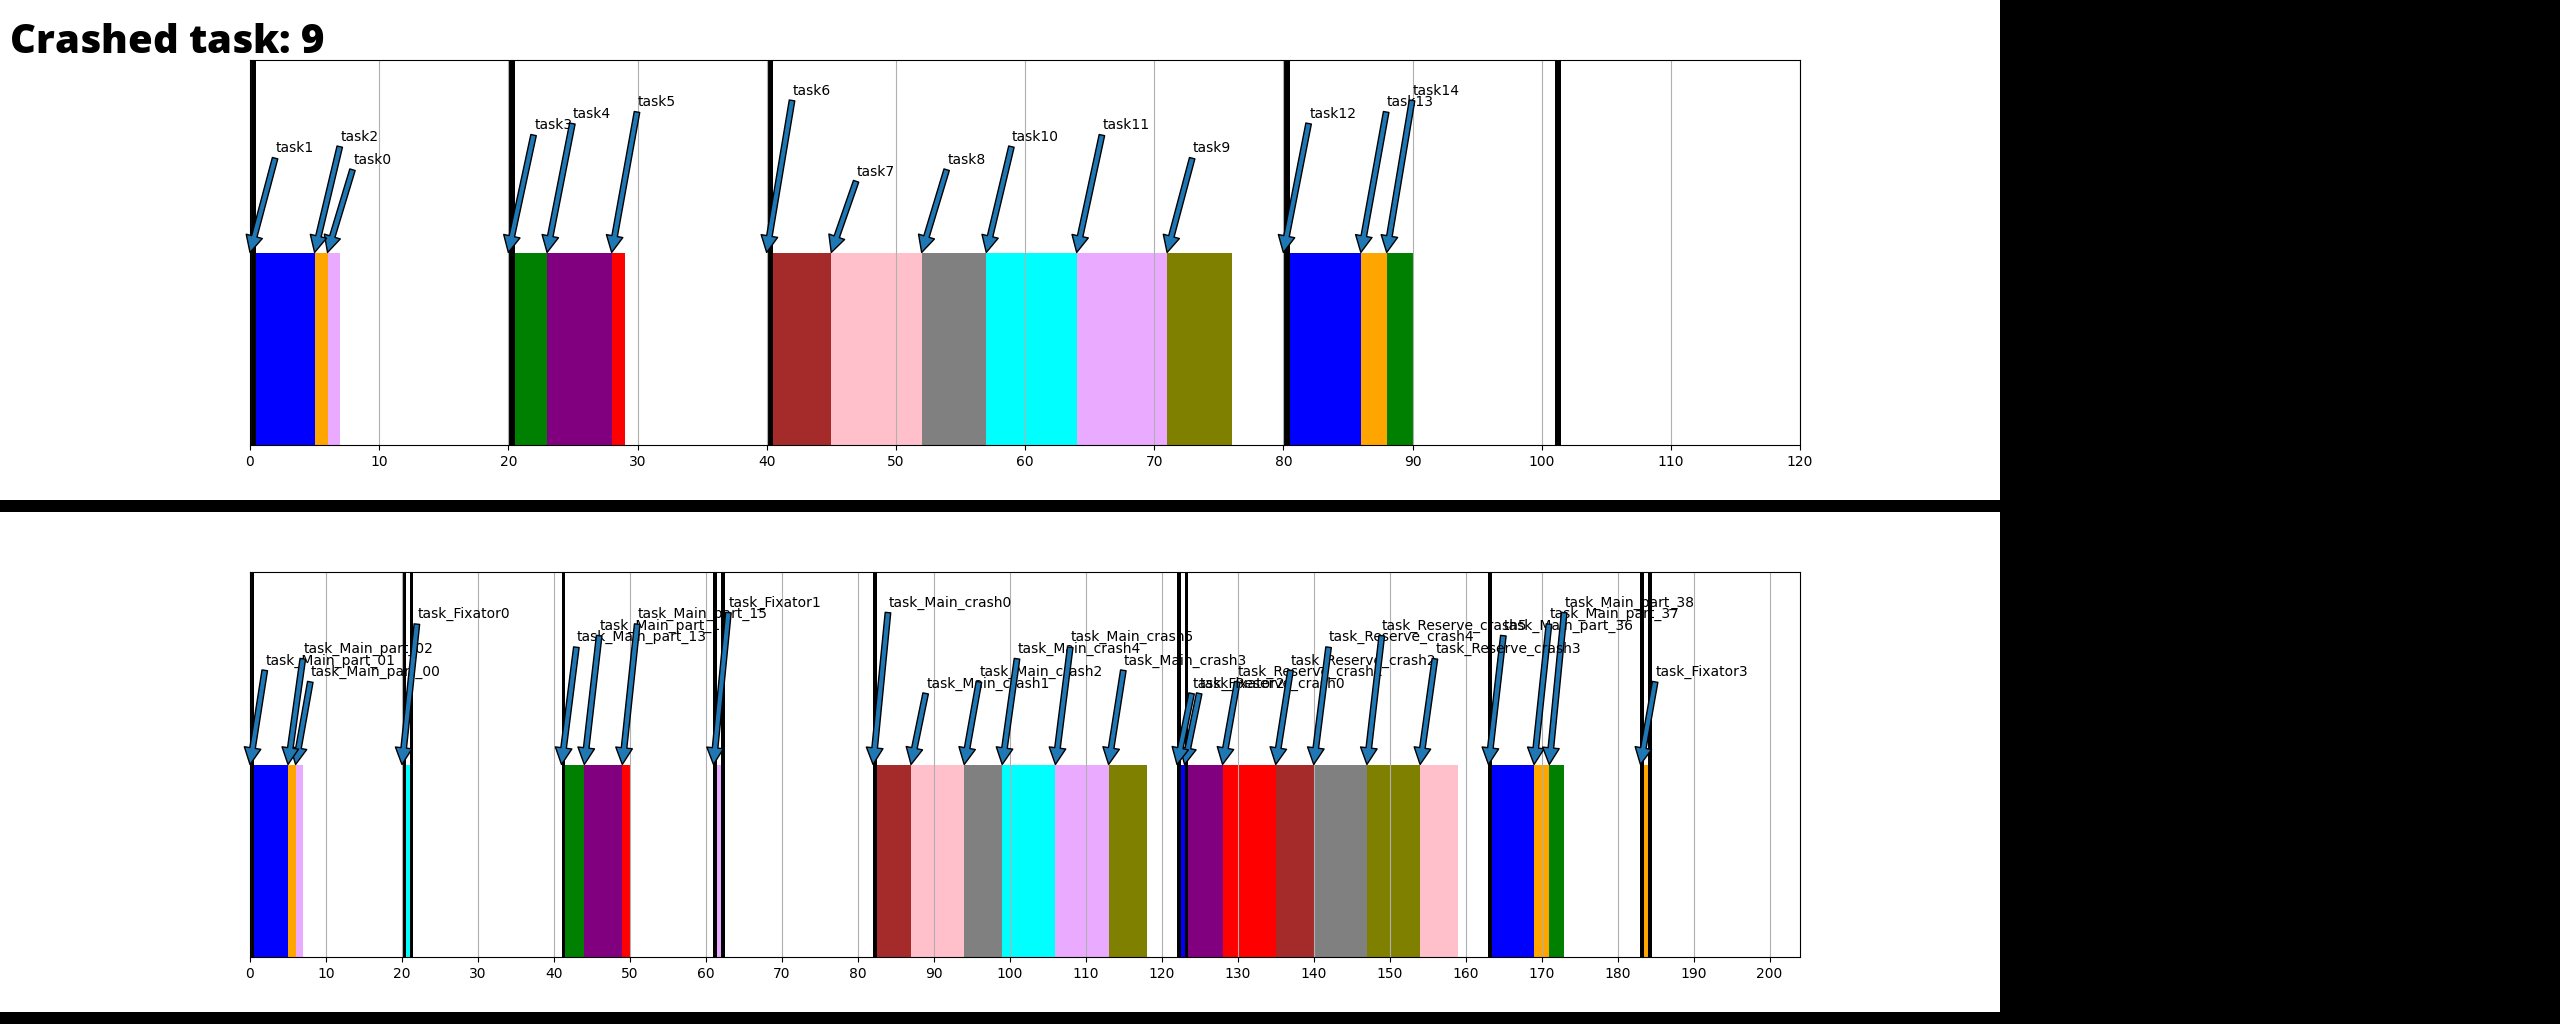 Crashed task: 9
task6
task14
task5
task13
task4
task12
task3
task11
task2
task10
task1
task9
task0
task8
task7
0 10 20 30 40 50 60 70 80 90 100 110 120
task_Fixator1
task_Main_crash0
task_Main_part_38
task_Fixator0
task_Main_part_15
task_Main_part_37
task_Reserve_crash5
task_Main_part_36
task_Main_part_13
task_Main_crash5
task_Reserve_crash4
task_Main_part_02
task_Main_crash4
task_Reserve_crash3
task_Main_part_01
task_Main_crash3
task_Reserve_crash2
task_Main_part_00
task_Main_crash2
task_Fixator3
task_Main_crash1
0 10 20 30 40 50 60 70 80 90 100 110 120 130 140 150 160 170 180 190 200